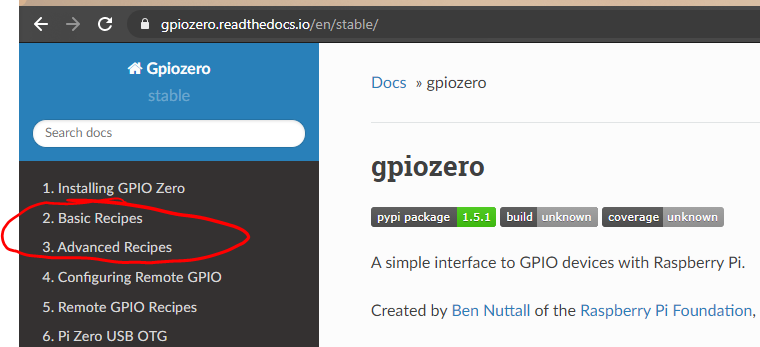 gpiozero.readthedocs.io/en/stable/
Gpiozero
stable
Search docs
1. Installing GPIO Zero
2. Basic Recipes
3. Advanced Recipes
4. Configuring Remote GPIO
5. Remote GPIO Recipes
6. Pi Zero USB OTG
Docs » gpiozero
gpiozero
pypi package 1.5.1 build unknown coverage unknown
A simple interface to GPIO devices with Raspberry Pi.
Created by Ben Nuttall of the Raspberry Pi Foundation,